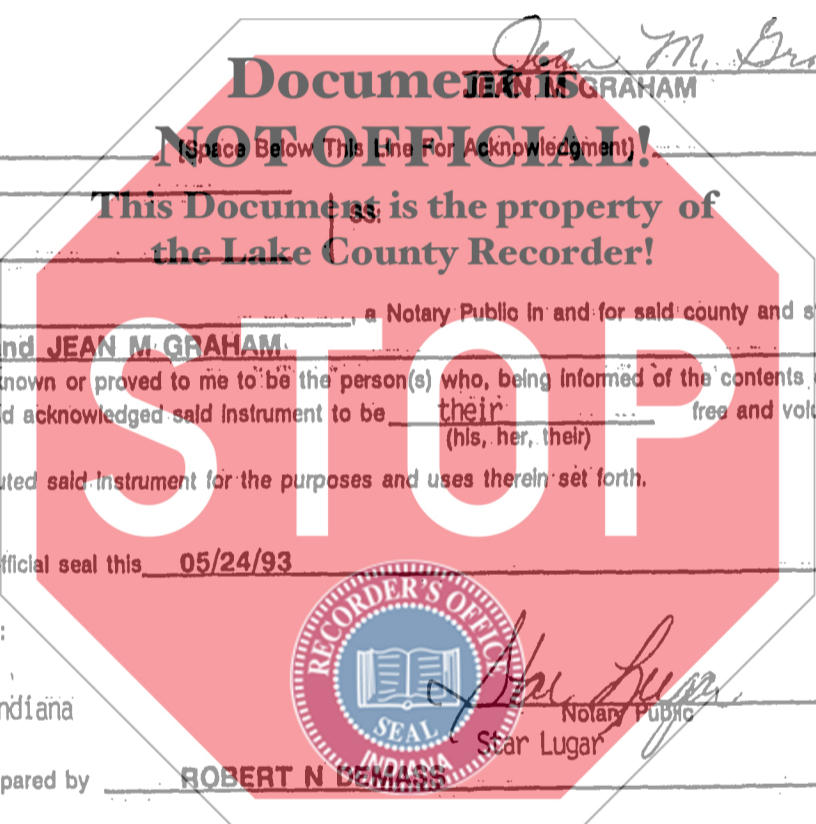 Jean M. Gra
Document is
JEAN M GRAHAM
NOT OFFICIAL!
(Space Below This Line For Acknowledgment)
This Document is the property of
SS:
the Lake County Recorder!
, a Notary Public in and for said county and s
nd JEAN M GRAHAM
known or proved to me to be the person(s) who, being informed of the contents
d acknowledged said instrument to be their free and volu
(his, her, their)
STOP
uted said instrument for the purposes and uses therein set forth.
fficial seal this 05/24/93
RECORDER'S OFFICE
:
SEAL
INDIANA
Star Lugar
ndiana
Notary Public
Star Lugar
pared by ROBERT N DEMASS